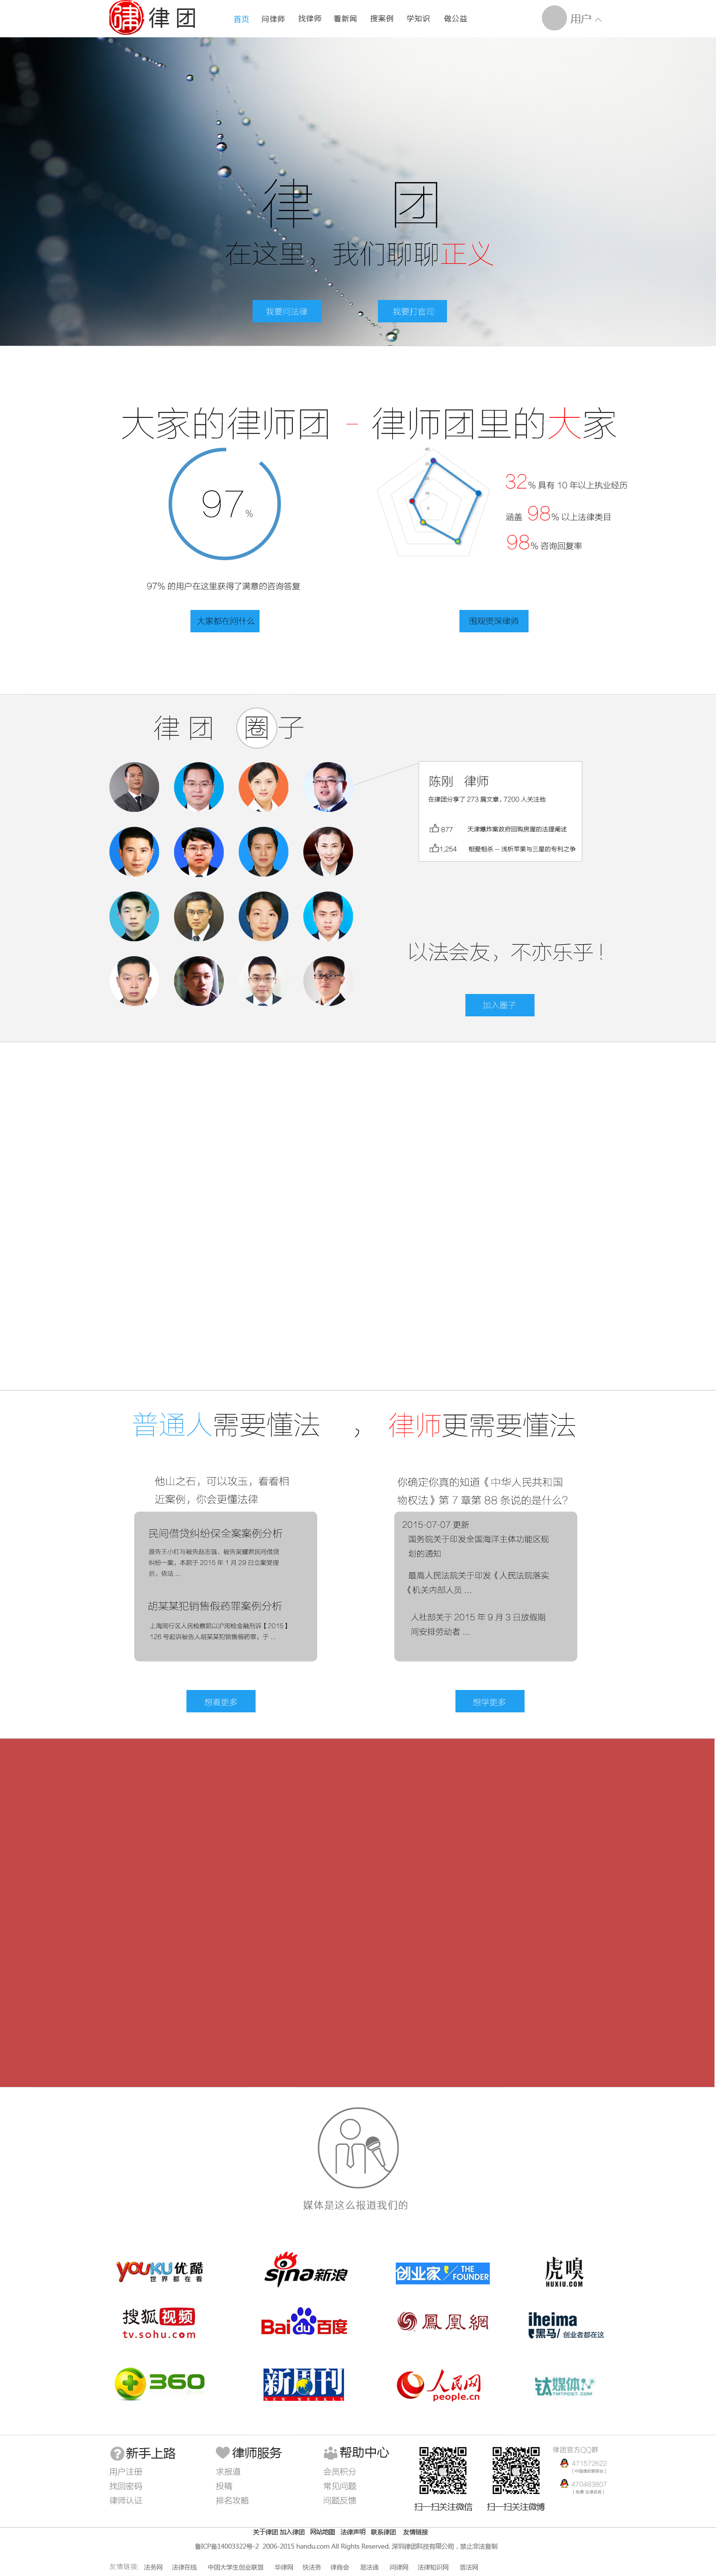 律团
首页 问律师 找律师 看新闻 搜案例 学知识 做公益
用户
律 团
在这里，我们聊聊正义
我要问法律 我要打官司
大家的律师团 - 律师团里的大家
97%
40
32% 具有 10 年以上执业经历
涵盖 98% 以上法律类目
98% 咨询回复率
97% 的用户在这里获得了满意的咨询答复
大家都在问什么 围观资深律师
律团 圈子
陈刚 律师
在律团分享了 273 篇文章，7200 人关注他
877 天津爆炸案政府回购房屋的法理阐述
1,254 相爱相杀 -- 浅析苹果与三星的专利之争
以法会友，不亦乐乎！
加入圈子
普通人需要懂法 ， 律师更需要懂法
他山之石，可以攻玉，看看相
近案例，你会更懂法律
民间借贷纠纷保全案案例分析
原告王小红与被告赵志强、被告吴耀君民间借贷
纠纷一案，本院于 2015 年 1 月 29 日立案受理
后，依法 ...
胡某某犯销售假药罪案例分析
上海闵行区人民检察院以沪闵检金融刑诉【2015】
126 号起诉被告人胡某某犯销售假药罪，于 ...
想看更多
你确定你真的知道《中华人民共和国
物权法》第 7 章第 88 条说的是什么?
2015-07-07 更新
国务院关于印发全国海洋主体功能区规
划的通知
最高人民法院关于印发《人民法院落实
《机关内部人员 ...
人社部关于 2015 年 9 月 3 日放假期
间安排劳动者 ...
想学更多
媒体是这么报道我们的
YOUKU 优酷
世界都在看
sina 新浪
创业家 / THE FOUNDER
虎嗅
HUXIU.COM
搜狐视频
tv.sohu.com
Bai du 百度
鳳凰網
iheima
i黑马/ 创业者都在这
360
新周刊
人民网
people.cn
钛媒体
TMTPOST.COM
新手上路
用户注册
找回密码
律师认证
律师服务
求报道
投稿
排名攻略
帮助中心
会员积分
常见问题
问题反馈
扫一扫关注微信 扫一扫关注微博
律团官方QQ群
471572622
470483807
关于律团 加入律团 网站地图 法律声明 联系律团 友情链接
鲁ICP备14003322号-2 2006-2015 handu.com All Rights Reserved. 深圳律团科技有限公司，禁止非法复制
友情链接: 法务网 法律在线 中国大学生创业联盟 华律网 快法务 律商会 易法通 问律网 法律知识网 普法网